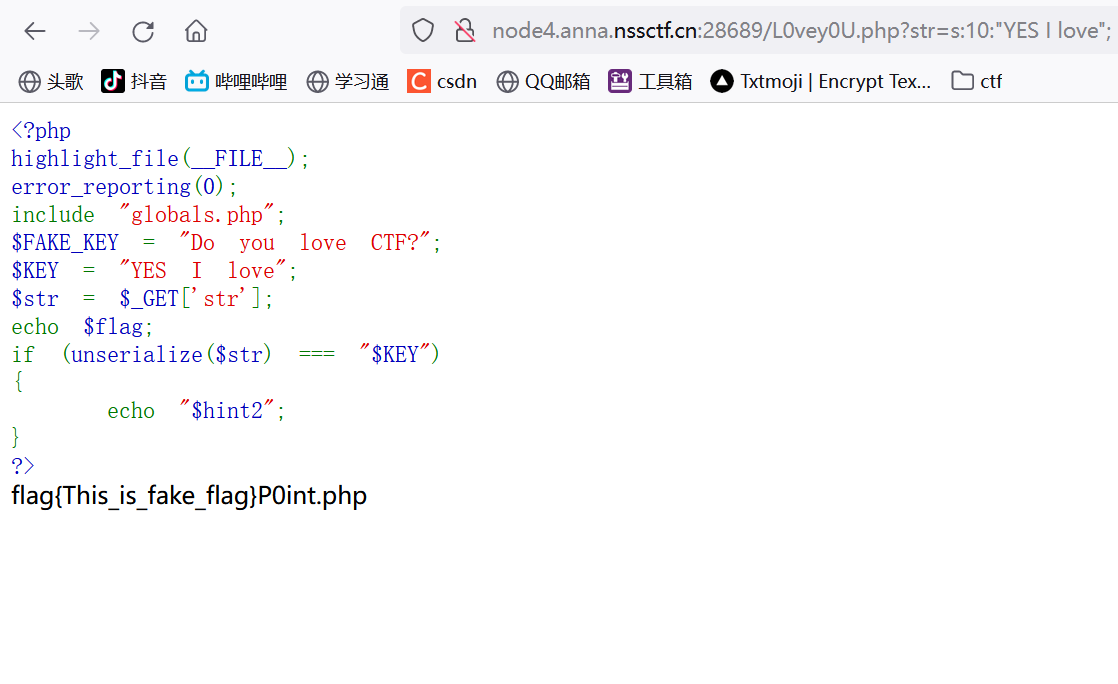 node4.anna.nssctf.cn:28689/L0vey0U.php?str=s:10:"YES I love";
头歌 抖音 哔哩哔哩 学习通 C csdn QQ邮箱 工具箱 Txtmoji | Encrypt Tex... ctf
<?php
highlight_file(__FILE__);
error_reporting(0);
include "globals.php";
$FAKE_KEY = "Do you love CTF?";
$KEY = "YES I love";
$str = $_GET['str'];
echo $flag;
if (unserialize($str) === "$KEY")
{
echo "$hint2";
}
?>
flag{This_is_fake_flag}P0int.php